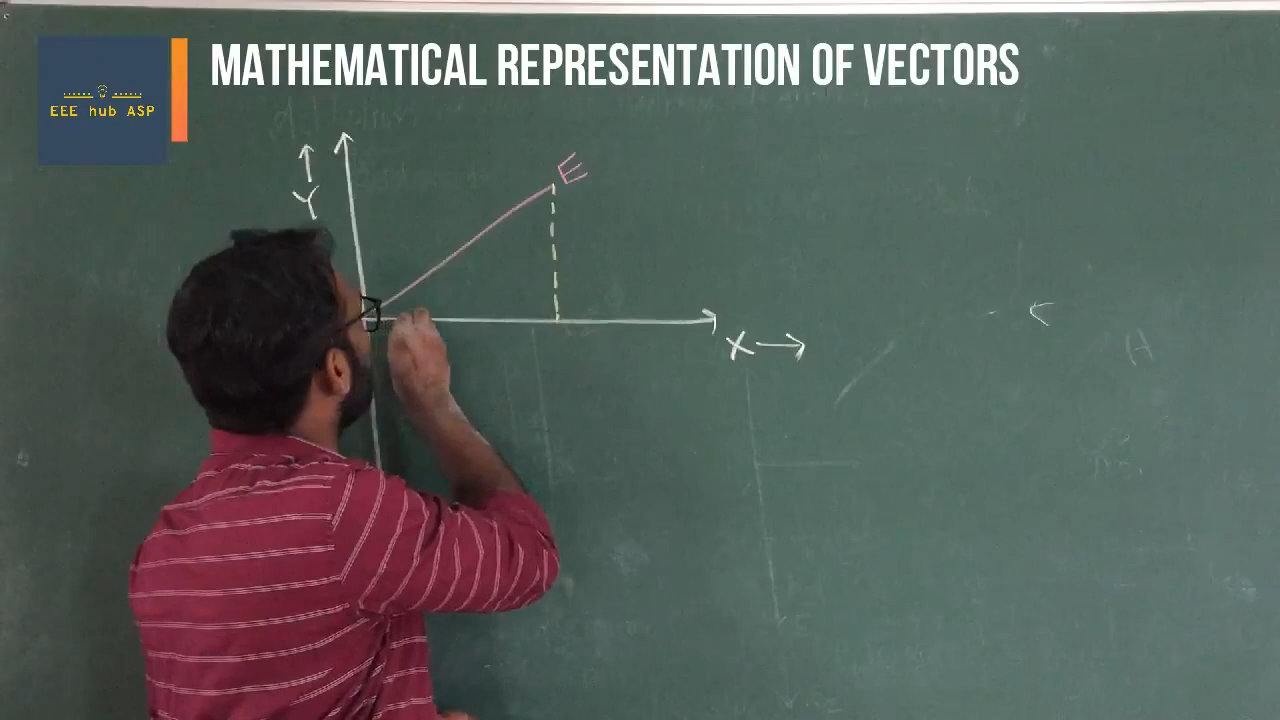 MATHEMATICAL REPRESENTATION OF VECTORS
EEE hub ASP
E
Y
X